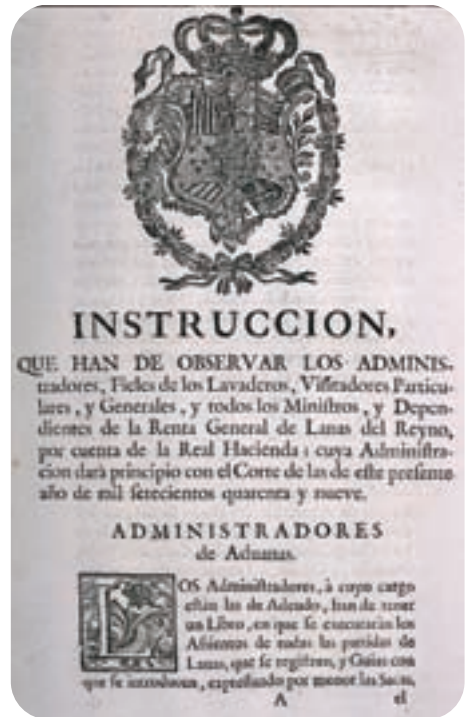 INSTRUCCION,
QUE HAN DE OBSERVAR LOS ADMINIS-
tradores, Fieles de los Lavaderos, Visitadores Particu-
lares, y Generales, y todos los Ministros, y Depen-
dientes de la Renta General de Lanas del Reyno,
por cuenta de la Real Hacienda: cuya Administra-
cion darà principio con el Corte de las de este presente
año de mil setecientos quarenta y nueve.
ADMINISTRADORES
de Aduanas.
LOS Administradores, à cuyo cargo
estàn las de Adeudo, han de tener
un Libro, en que se executaràn los
Assientos de todas las partidas de
Lanas, que se registren, y Guias con
que se introducen, expressando por menor las Sacas,
A el